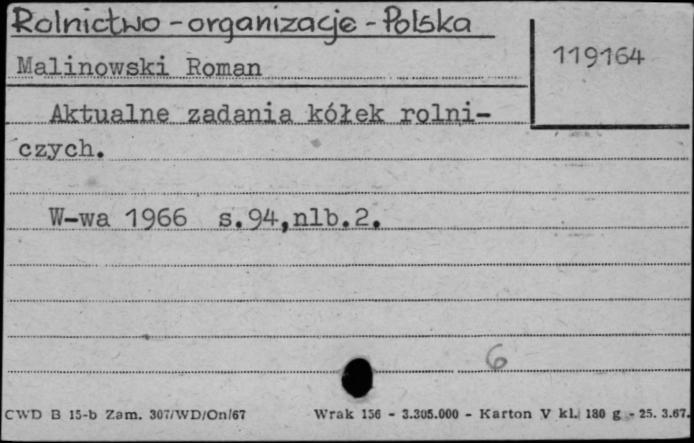 Rolnictwo - organizacje - Polska
119164
Malinowski Roman
Aktualne zadania kółek rolni-
czych.
W-wa 1966 s.94,nlb.2.
6
CWD B 15-b Zam. 307/WD/On/67 Wrak 156 - 3.305.000 - Karton V kl. 180 g - 25. 3.67.